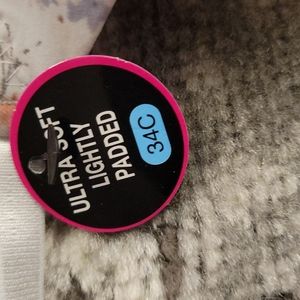 ULTRA SOFT
LIGHTLY
PADDED
34C